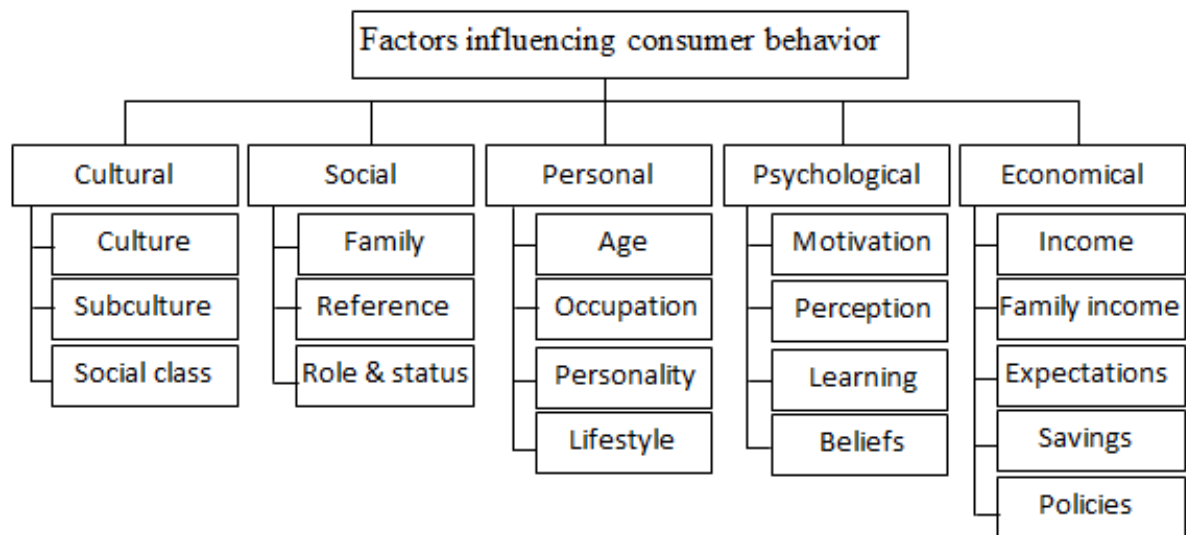 Factors influencing consumer behavior
Cultural
Culture
Subculture
Social class
Social
Family
Reference
Role & status
Personal
Age
Occupation
Personality
Lifestyle
Psychological
Motivation
Perception
Learning
Beliefs
Economical
Income
Family income
Expectations
Savings
Policies